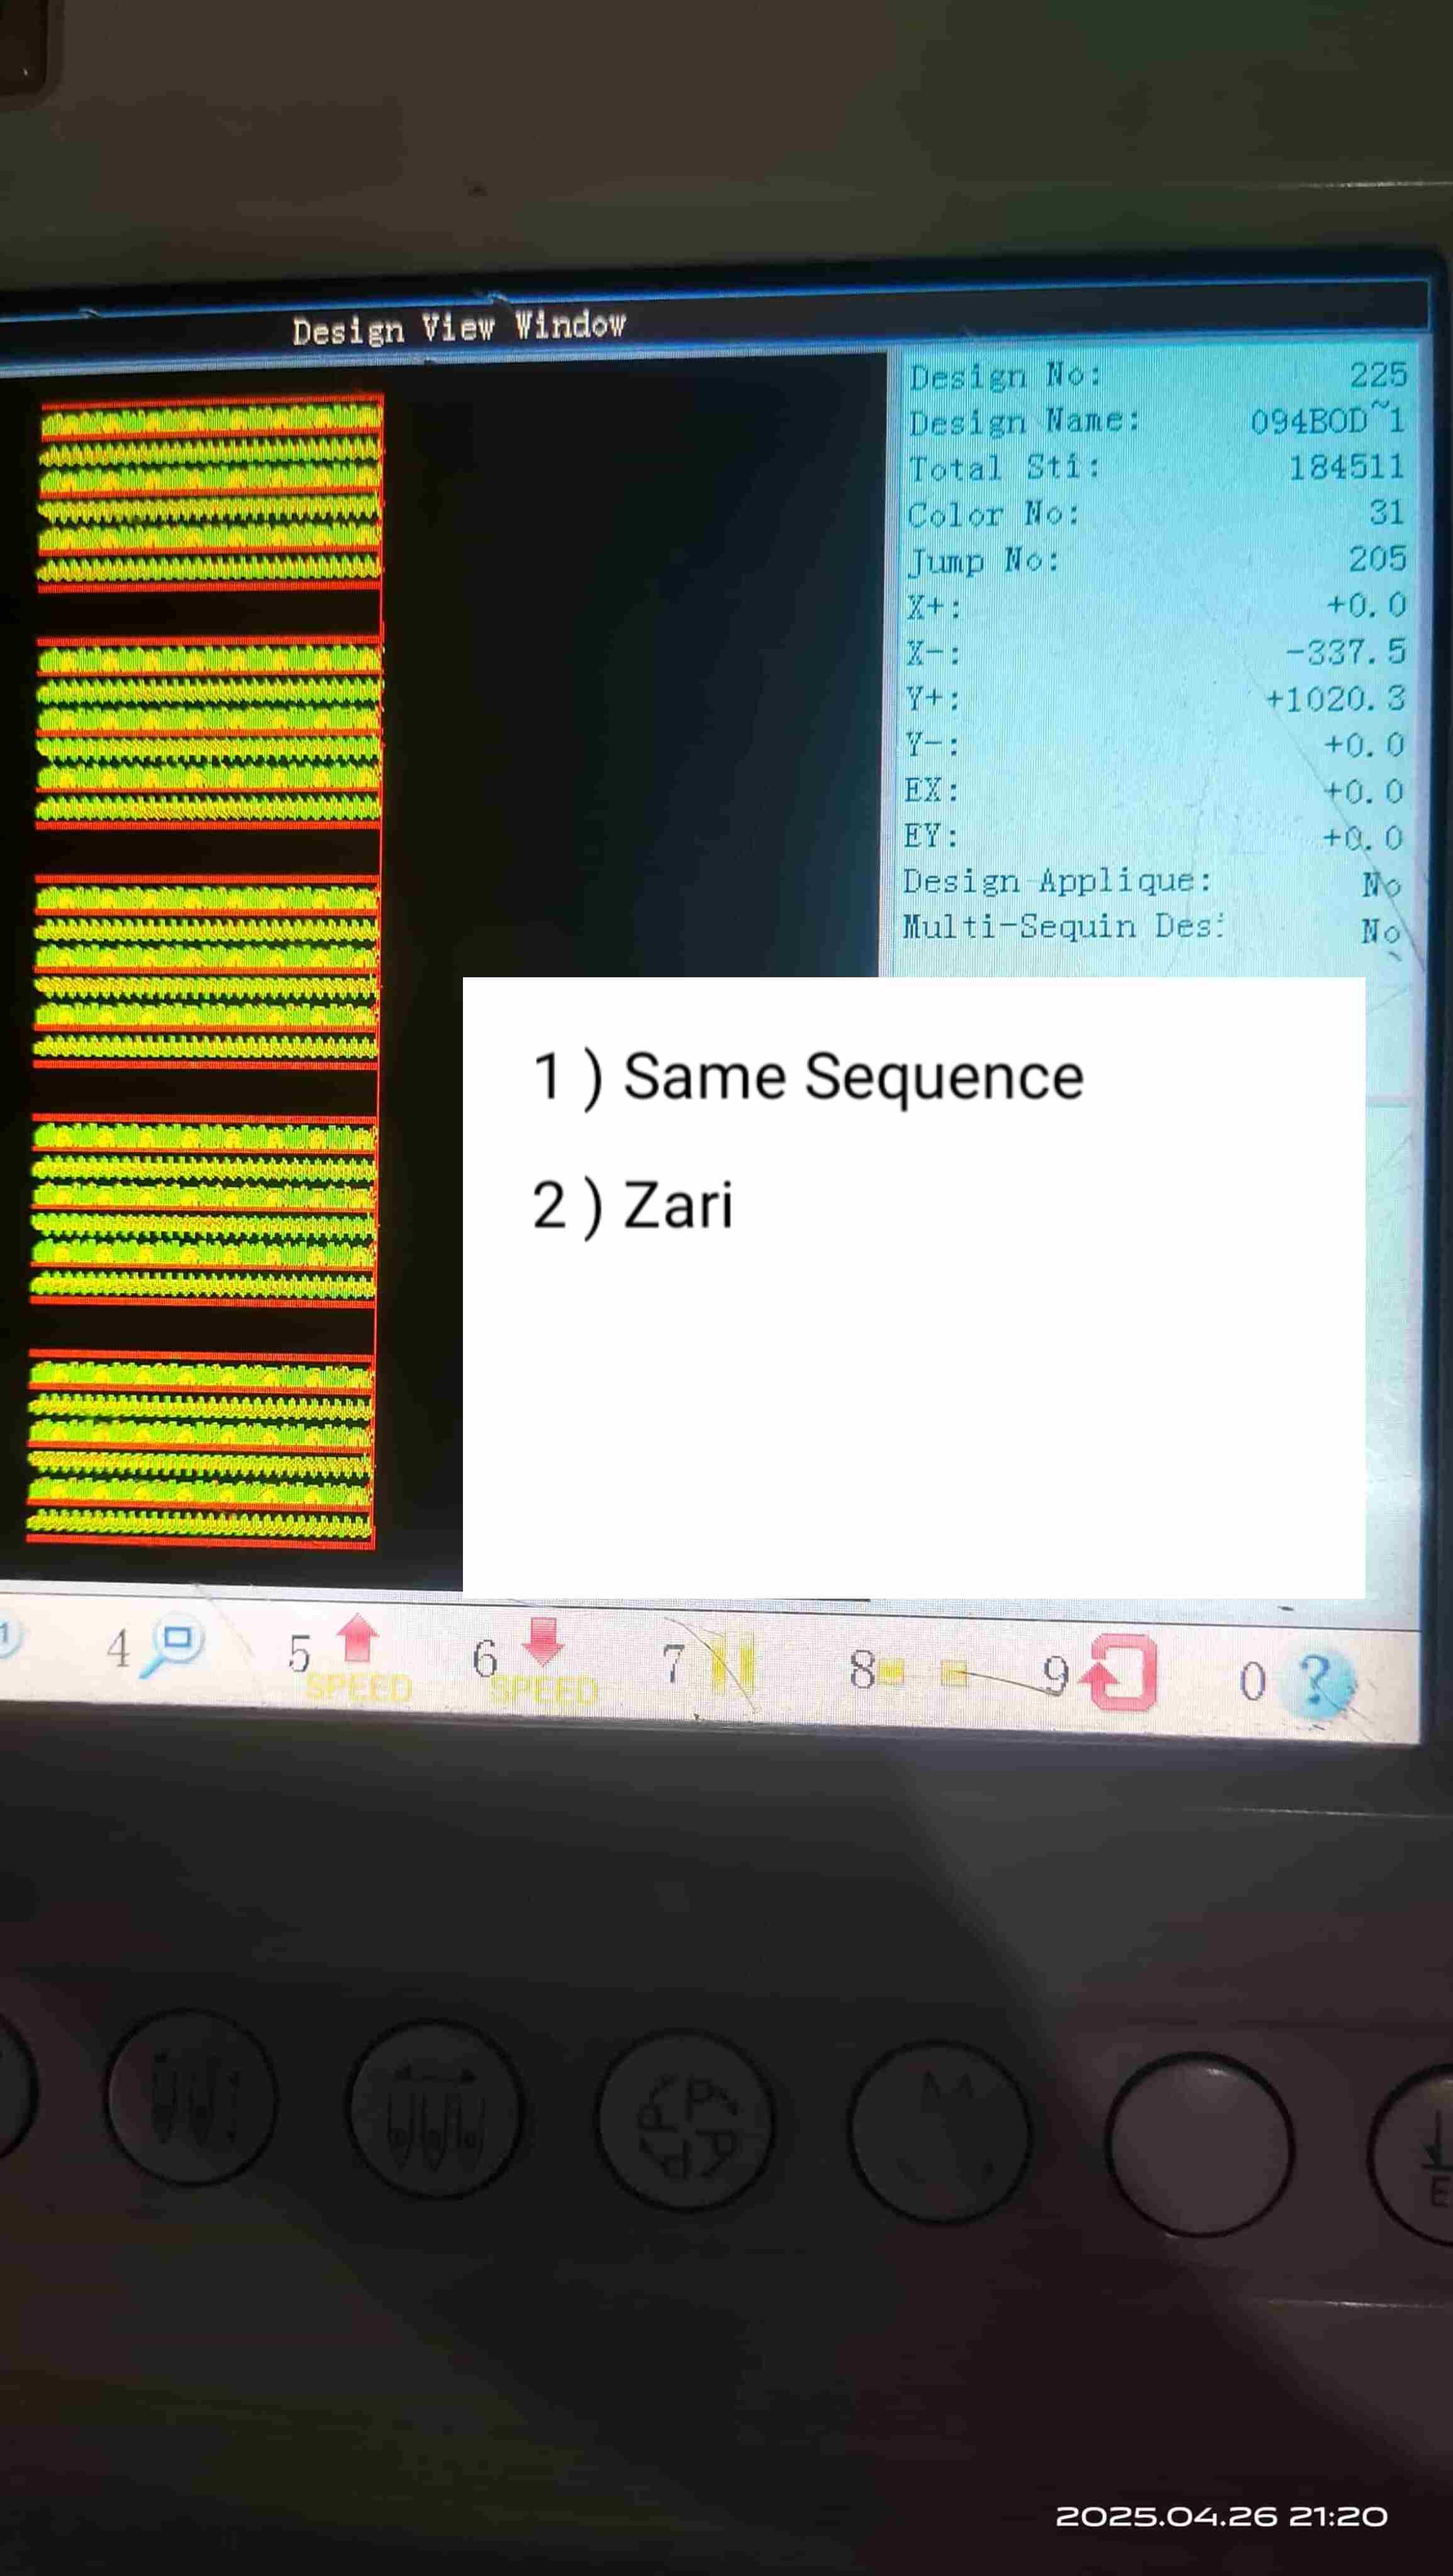 Design View Window
Design No: 225
Design Name: 094BOD~1
Total Sti: 184511
Color No: 31
Jump No: 205
X+: +0.0
X-: -337.5
Y+: +1020.3
Y-: +0.0
EX: +0.0
EY: +0.0
Design Applique: No
Multi-Sequin Des: No
1 ) Same Sequence
2 ) Zari
4
5 SPEED
6 SPEED
7
8
9
0 ?
2025.04.26 21:20